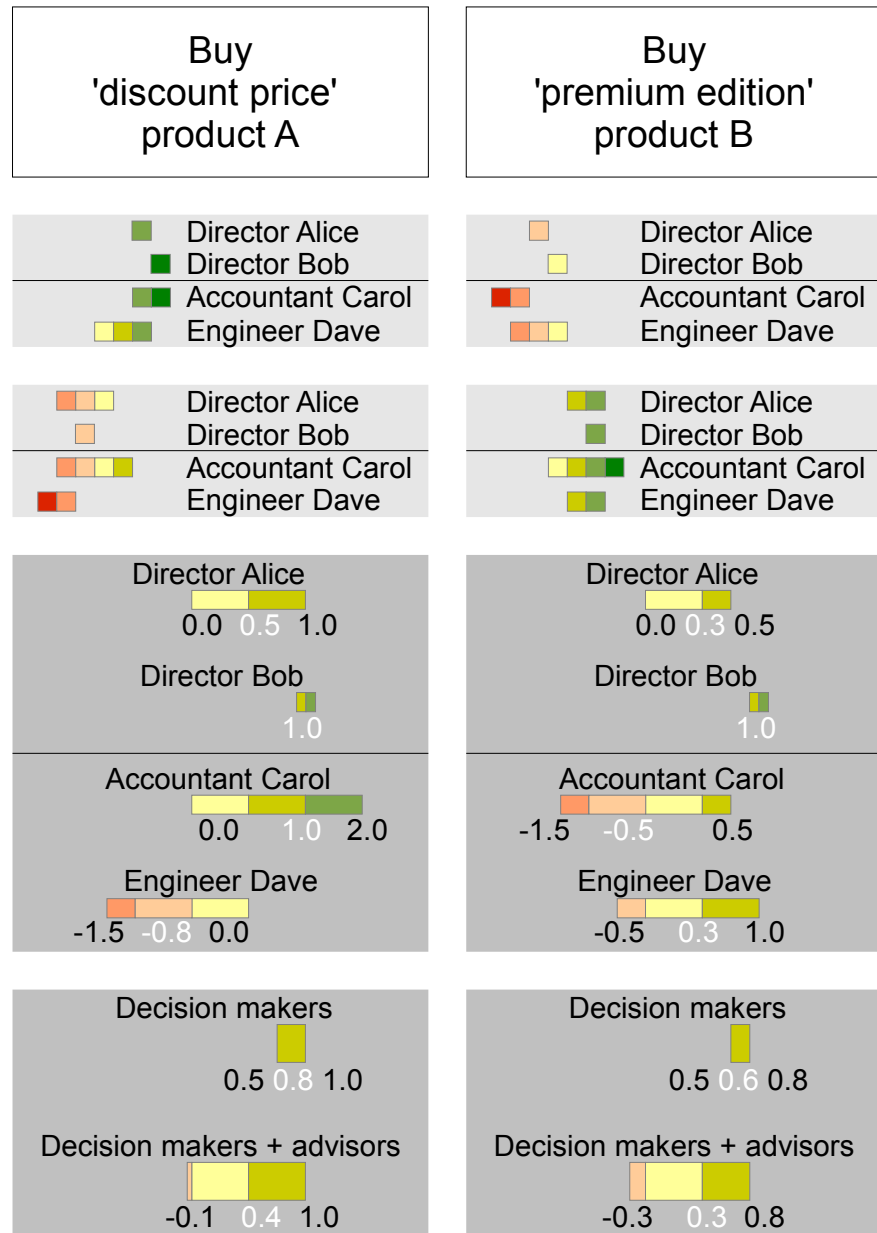 Buy
'discount price'
product A
Director Alice
Director Bob
Accountant Carol
Engineer Dave
Director Alice
Director Bob
Accountant Carol
Engineer Dave
Director Alice
0.0 0.5 1.0
Director Bob
1.0
Accountant Carol
0.0 1.0 2.0
Engineer Dave
-1.5 -0.8 0.0
Decision makers
0.5 0.8 1.0
Decision makers + advisors
-0.1 0.4 1.0
Buy
'premium edition'
product B
Director Alice
Director Bob
Accountant Carol
Engineer Dave
Director Alice
Director Bob
Accountant Carol
Engineer Dave
Director Alice
0.0 0.3 0.5
Director Bob
1.0
Accountant Carol
-1.5 -0.5 0.5
Engineer Dave
-0.5 0.3 1.0
Decision makers
0.5 0.6 0.8
Decision makers + advisors
-0.3 0.3 0.8